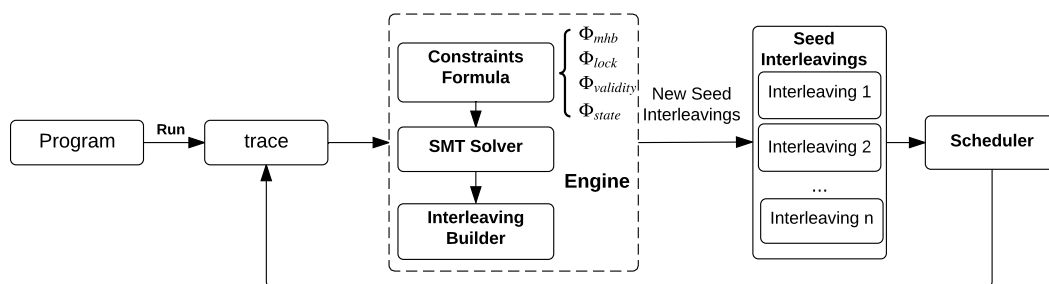 Program
Run
trace
Constraints
Formula
Φmhb
Φlock
Φvalidity
Φstate
SMT Solver
Interleaving
Builder
Engine
New Seed
Interleavings
Seed
Interleavings
Interleaving 1
Interleaving 2
...
Interleaving n
Scheduler